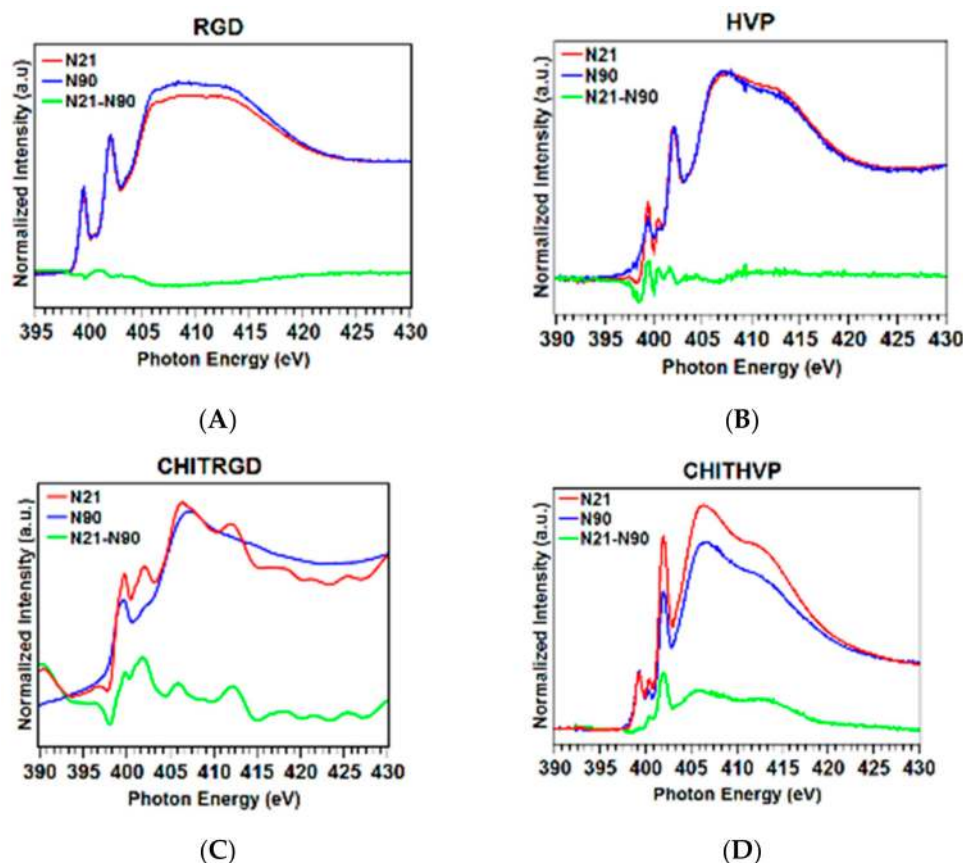 RGD
N21
N90
N21-N90
Normalized Intensity (a.u)
395 400 405 410 415 420 425 430
Photon Energy (eV)
(A)
HVP
N21
N90
N21-N90
Normalizod Intonsity (a.u.)
390 395 400 405 410 415 420 425 430
Photon Energy (eV)
(B)
CHITRGD
N21
N90
N21-N90
Normalized Intensity (a.u.)
390 395 400 405 410 415 420 425 430
Photon Energy (eV)
(C)
CHITHVP
N21
N90
N21-N90
Normalized Intensity (a.u.)
390 395 400 405 410 415 420 425 430
Photon Energy (eV)
(D)